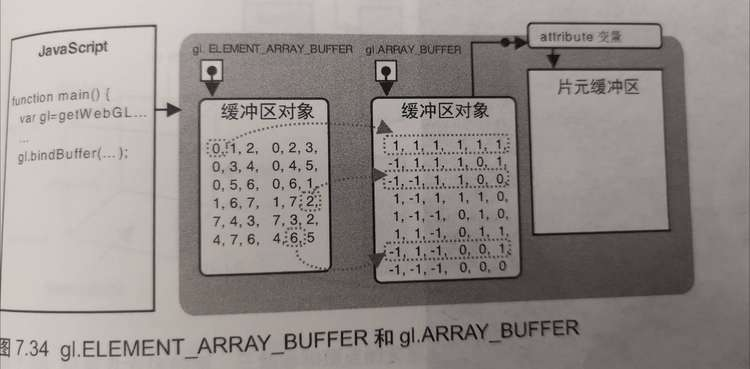 JavaScript
function main() {
var gl=getWebGL...
...
gl.bindBuffer(...);
gl. ELEMENT_ARRAY_BUFFER
缓冲区对象
0, 1, 2, 0, 2, 3,
0, 3, 4, 0, 4, 5,
0, 5, 6, 0, 6, 1,
1, 6, 7, 1, 7, 2,
7, 4, 3, 7, 3, 2,
4, 7, 6, 4, 6, 5
gl.ARRAY_BUFFER
缓冲区对象
1, 1, 1, 1, 1, 1,
-1, 1, 1, 1, 0, 1,
-1, -1, 1, 1, 0, 0,
1, -1, 1, 1, 1, 0,
1, -1, -1, 0, 1, 0,
1, 1, -1, 0, 1, 1,
-1, 1, -1, 0, 0, 1,
-1, -1, -1, 0, 0, 0
attribute 变量
片元缓冲区
图 7.34 gl.ELEMENT_ARRAY_BUFFER 和 gl.ARRAY_BUFFER